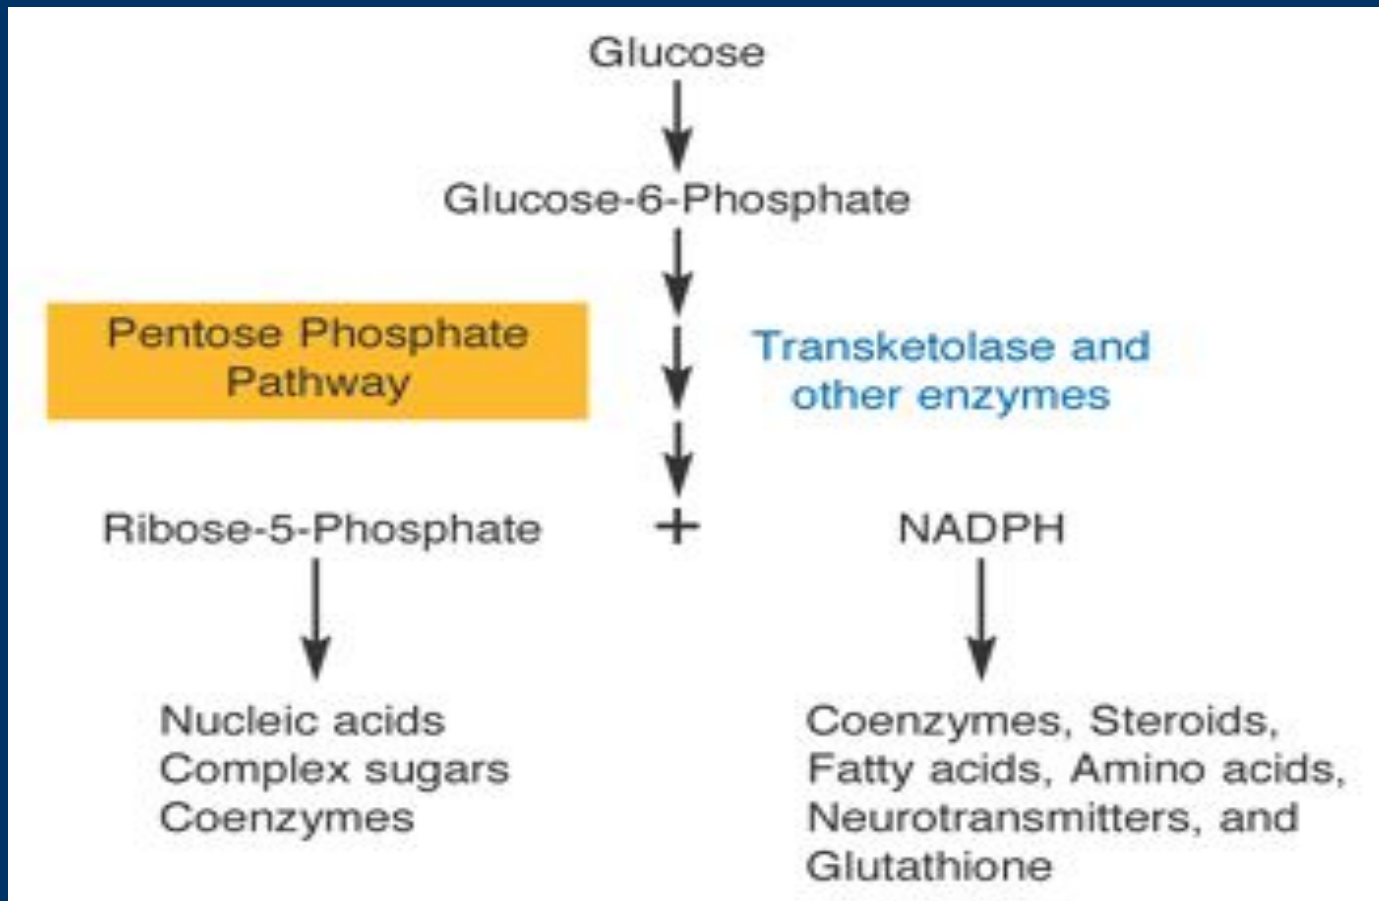 Glucose
Glucose-6-Phosphate
Pentose Phosphate
Pathway
Transketolase and
other enzymes
Ribose-5-Phosphate + NADPH
Nucleic acids
Complex sugars
Coenzymes
Coenzymes, Steroids,
Fatty acids, Amino acids,
Neurotransmitters, and
Glutathione